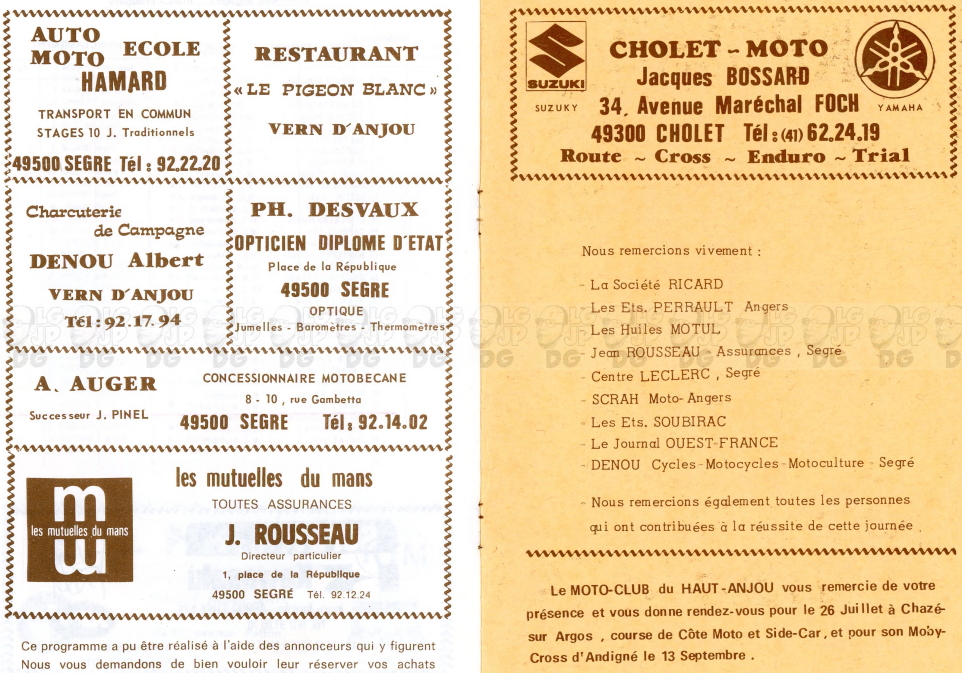 AUTO
MOTO ECOLE
HAMARD
TRANSPORT EN COMMUN
STAGES 10 J. Traditionnels
49500 SEGRE Tél : 92.22.20
RESTAURANT
«LE PIGEON BLANC»
VERN D'ANJOU
Charcuterie
de Campagne
DENOU Albert
VERN D'ANJOU
Tél : 92.17.94
PH. DESVAUX
OPTICIEN DIPLOME D'ETAT
Place de la République
49500 SEGRE
OPTIQUE
Jumelles - Baromètres - Thermomètres
A. AUGER
Successeur J. PINEL
CONCESSIONNAIRE MOTOBECANE
8 - 10 , rue Gambetta
49500 SEGRE Tél : 92.14.02
m
les mutuelles du mans
m
les mutuelles du mans
TOUTES ASSURANCES
J. ROUSSEAU
Directeur particulier
1, place de la République
49500 SEGRÉ Tél. 92.12.24
Ce programme a pu être réalisé à l'aide des annonceurs qui y figurent
Nous vous demandons de bien vouloir leur réserver vos achats
SUZUKI
SUZUKY
CHOLET - MOTO
Jacques BOSSARD
34, Avenue Maréchal FOCH
49300 CHOLET Tél : (41) 62.24.19
Route ~ Cross ~ Enduro ~ Trial
YAMAHA
Nous remercions vivement :
- La Société RICARD
- Les Ets. PERRAULT Angers
- Les Huiles MOTUL
- Jean ROUSSEAU - Assurances , Segré
- Centre LECLERC , Segré
- SCRAH Moto-Angers
- Les Ets. SOUBIRAC
- Le Journal OUEST-FRANCE
- DENOU Cycles-Motocycles-Motoculture - Segré
- Nous remercions également toutes les personnes
qui ont contribuées à la réussite de cette journée .
Le MOTO-CLUB du HAUT-ANJOU vous remercie de votre
présence et vous donne rendez-vous pour le 26 Juillet à Chazé-
sur Argos , course de Côte Moto et Side-Car, et pour son Moby-
Cross d'Andigné le 13 Septembre .